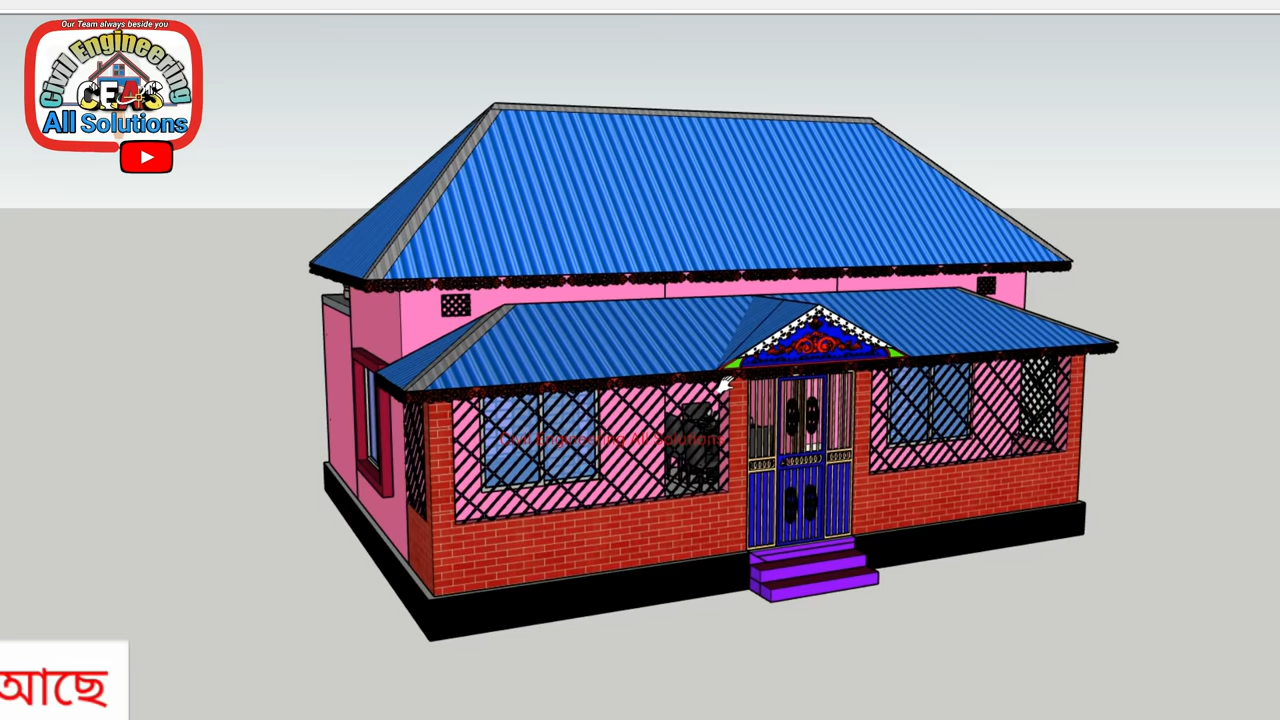 Our Team always beside you
Civil Engineering
CEAS
All Solutions
Civil Engineering All Solutions
আছে